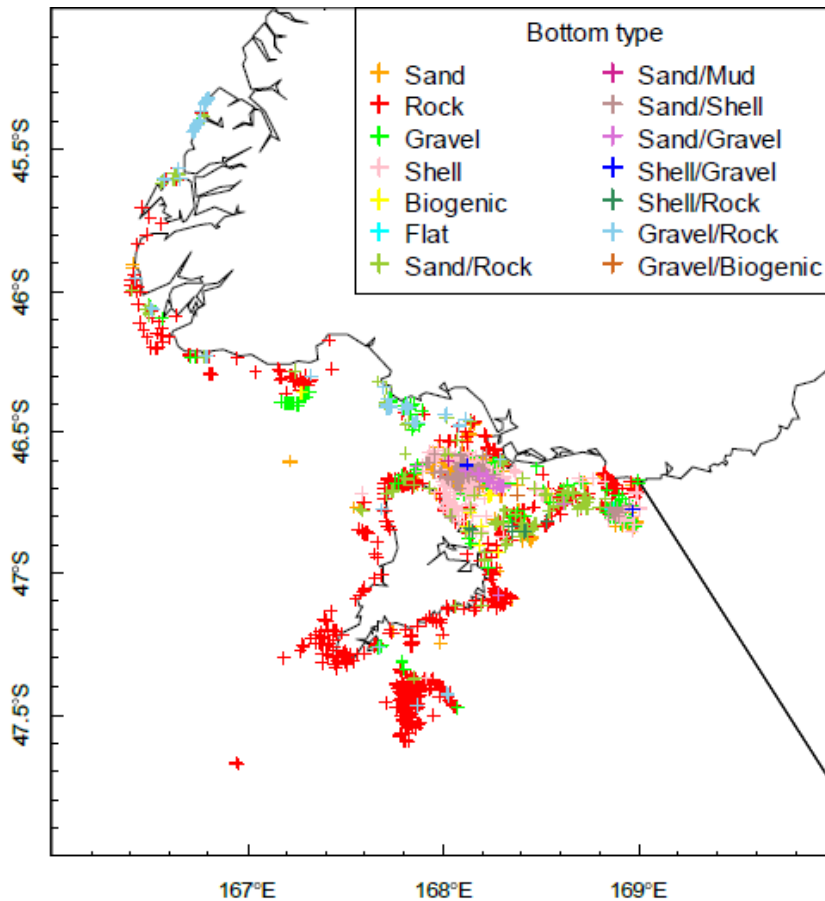 Bottom type
Sand
Rock
Gravel
Shell
Biogenic
Flat
Sand/Rock
Sand/Mud
Sand/Shell
Sand/Gravel
Shell/Gravel
Shell/Rock
Gravel/Rock
Gravel/Biogenic
45.5°S
46°S
46.5°S
47°S
47.5°S
167°E
168°E
169°E